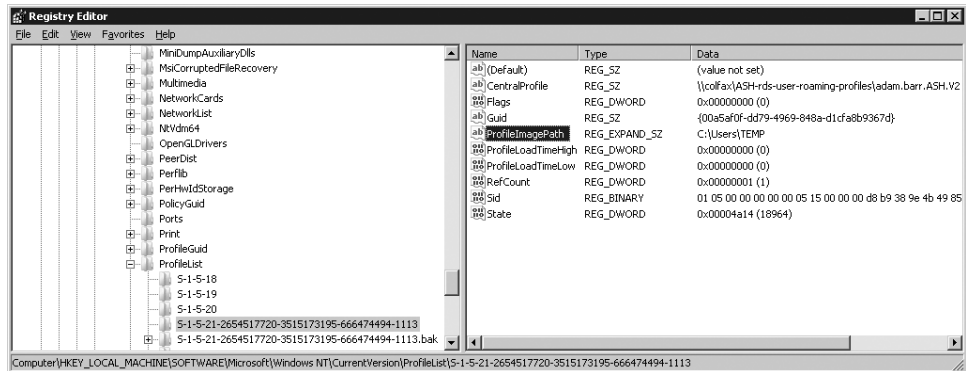 Registry Editor
File Edit View Favorites Help
MiniDumpAuxiliaryDlls
MsiCorruptedFileRecovery
Multimedia
NetworkCards
NetworkList
NtVdm64
OpenGLDrivers
PeerDist
Perflib
PerHwIdStorage
PolicyGuid
Ports
Print
ProfileGuid
ProfileList
S-1-5-18
S-1-5-19
S-1-5-20
S-1-5-21-2654517720-3515173195-666474494-1113
S-1-5-21-2654517720-3515173195-666474494-1113.bak
Name Type Data
(Default) REG_SZ (value not set)
CentralProfile REG_SZ \\colfax\ASH-rds-user-roaming-profiles\adam.barr.ASH.V2
Flags REG_DWORD 0x00000000 (0)
Guid REG_SZ {00a5af0f-dd79-4969-848a-d1cfa8b9367d}
ProfileImagePath REG_EXPAND_SZ C:\Users\TEMP
ProfileLoadTimeHigh REG_DWORD 0x00000000 (0)
ProfileLoadTimeLow REG_DWORD 0x00000000 (0)
RefCount REG_DWORD 0x00000001 (1)
Sid REG_BINARY 01 05 00 00 00 00 00 05 15 00 00 00 d8 b9 38 9e 4b 49 85
State REG_DWORD 0x00004a14 (18964)
Computer\HKEY_LOCAL_MACHINE\SOFTWARE\Microsoft\Windows NT\CurrentVersion\ProfileList\S-1-5-21-2654517720-3515173195-666474494-1113